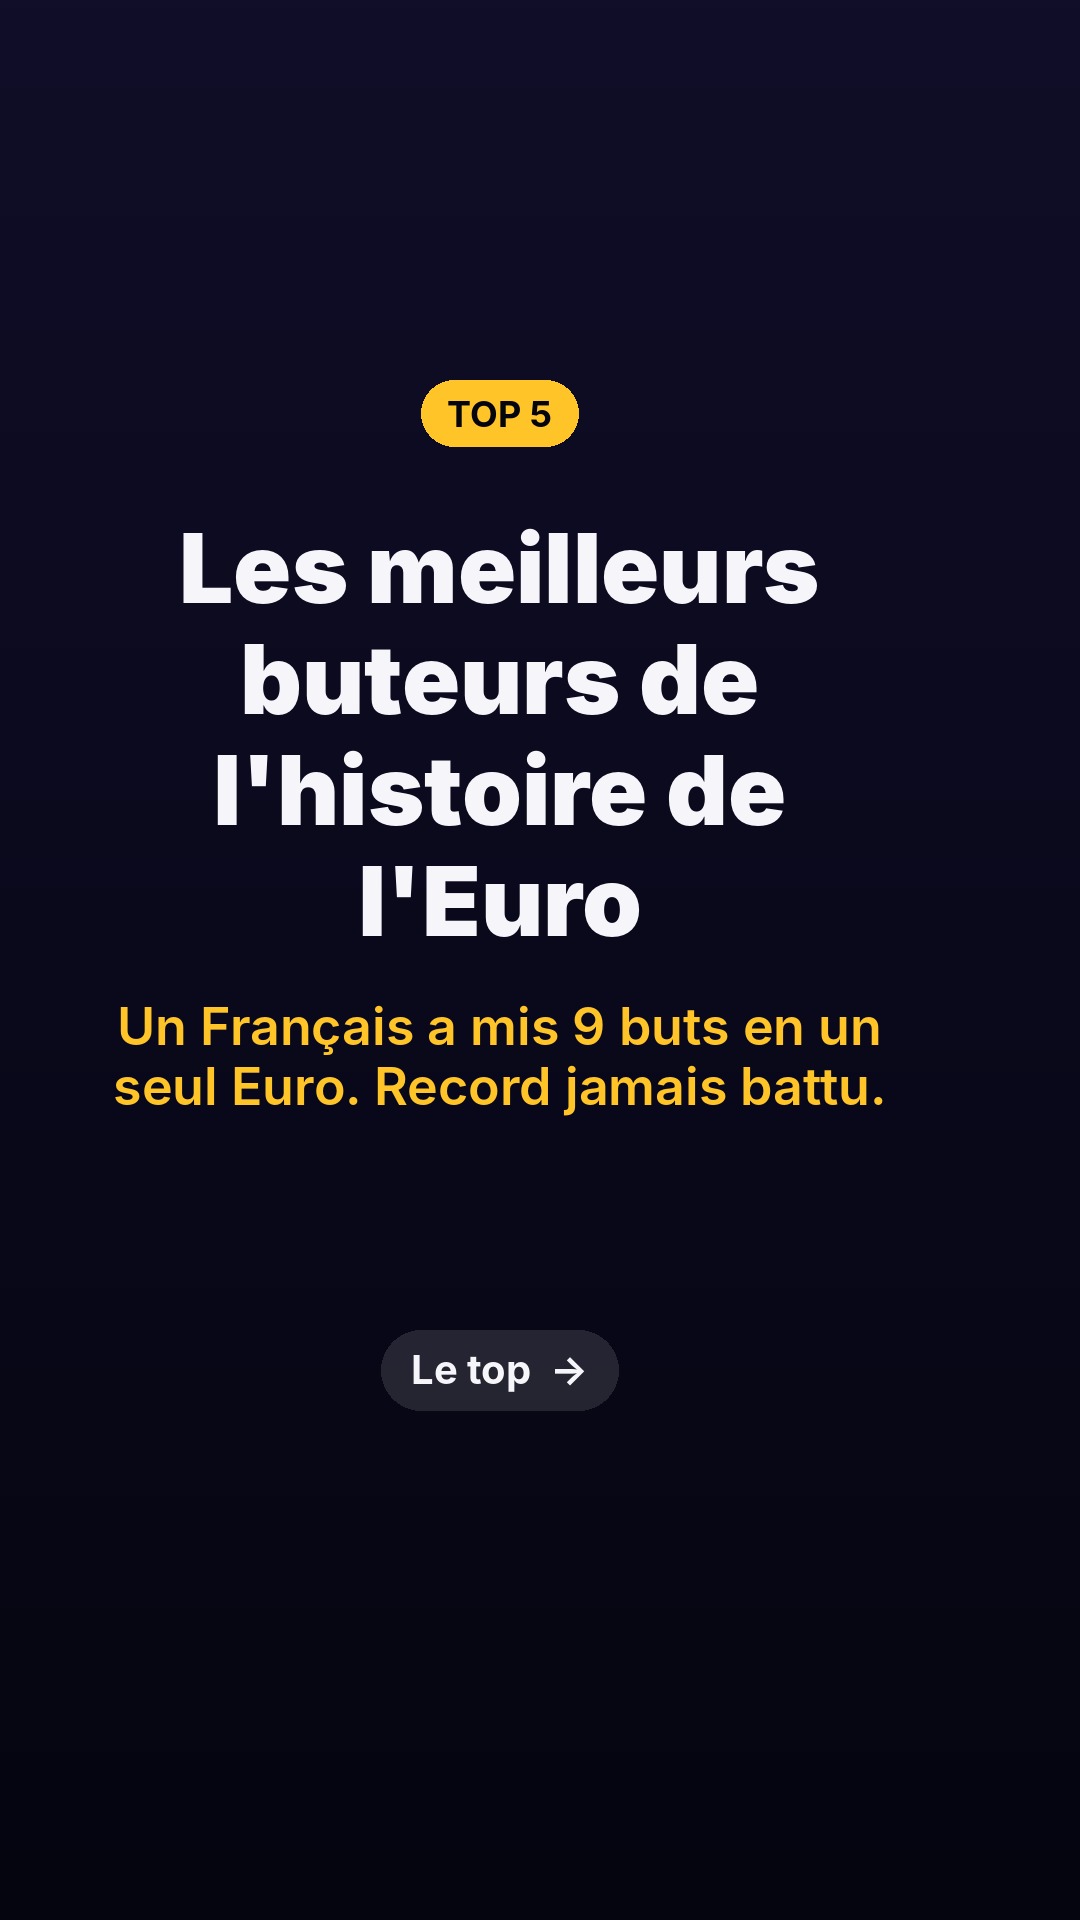 TOP 5
Les meilleurs
buteurs de
l'histoire de
l'Euro
Un Français a mis 9 buts en un
seul Euro. Record jamais battu.
Le top →